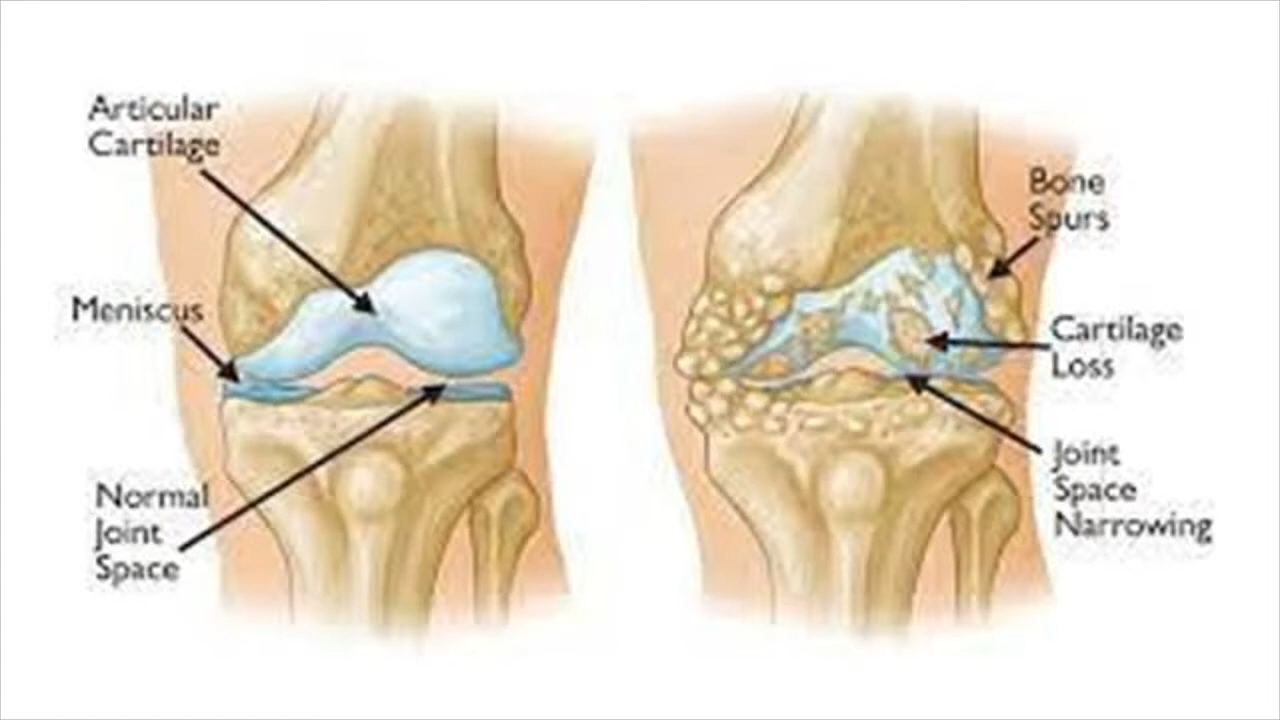 Articular
Cartilage
Meniscus
Normal
Joint
Space
Bone
Spurs
Cartilage
Loss
Joint
Space
Narrowing